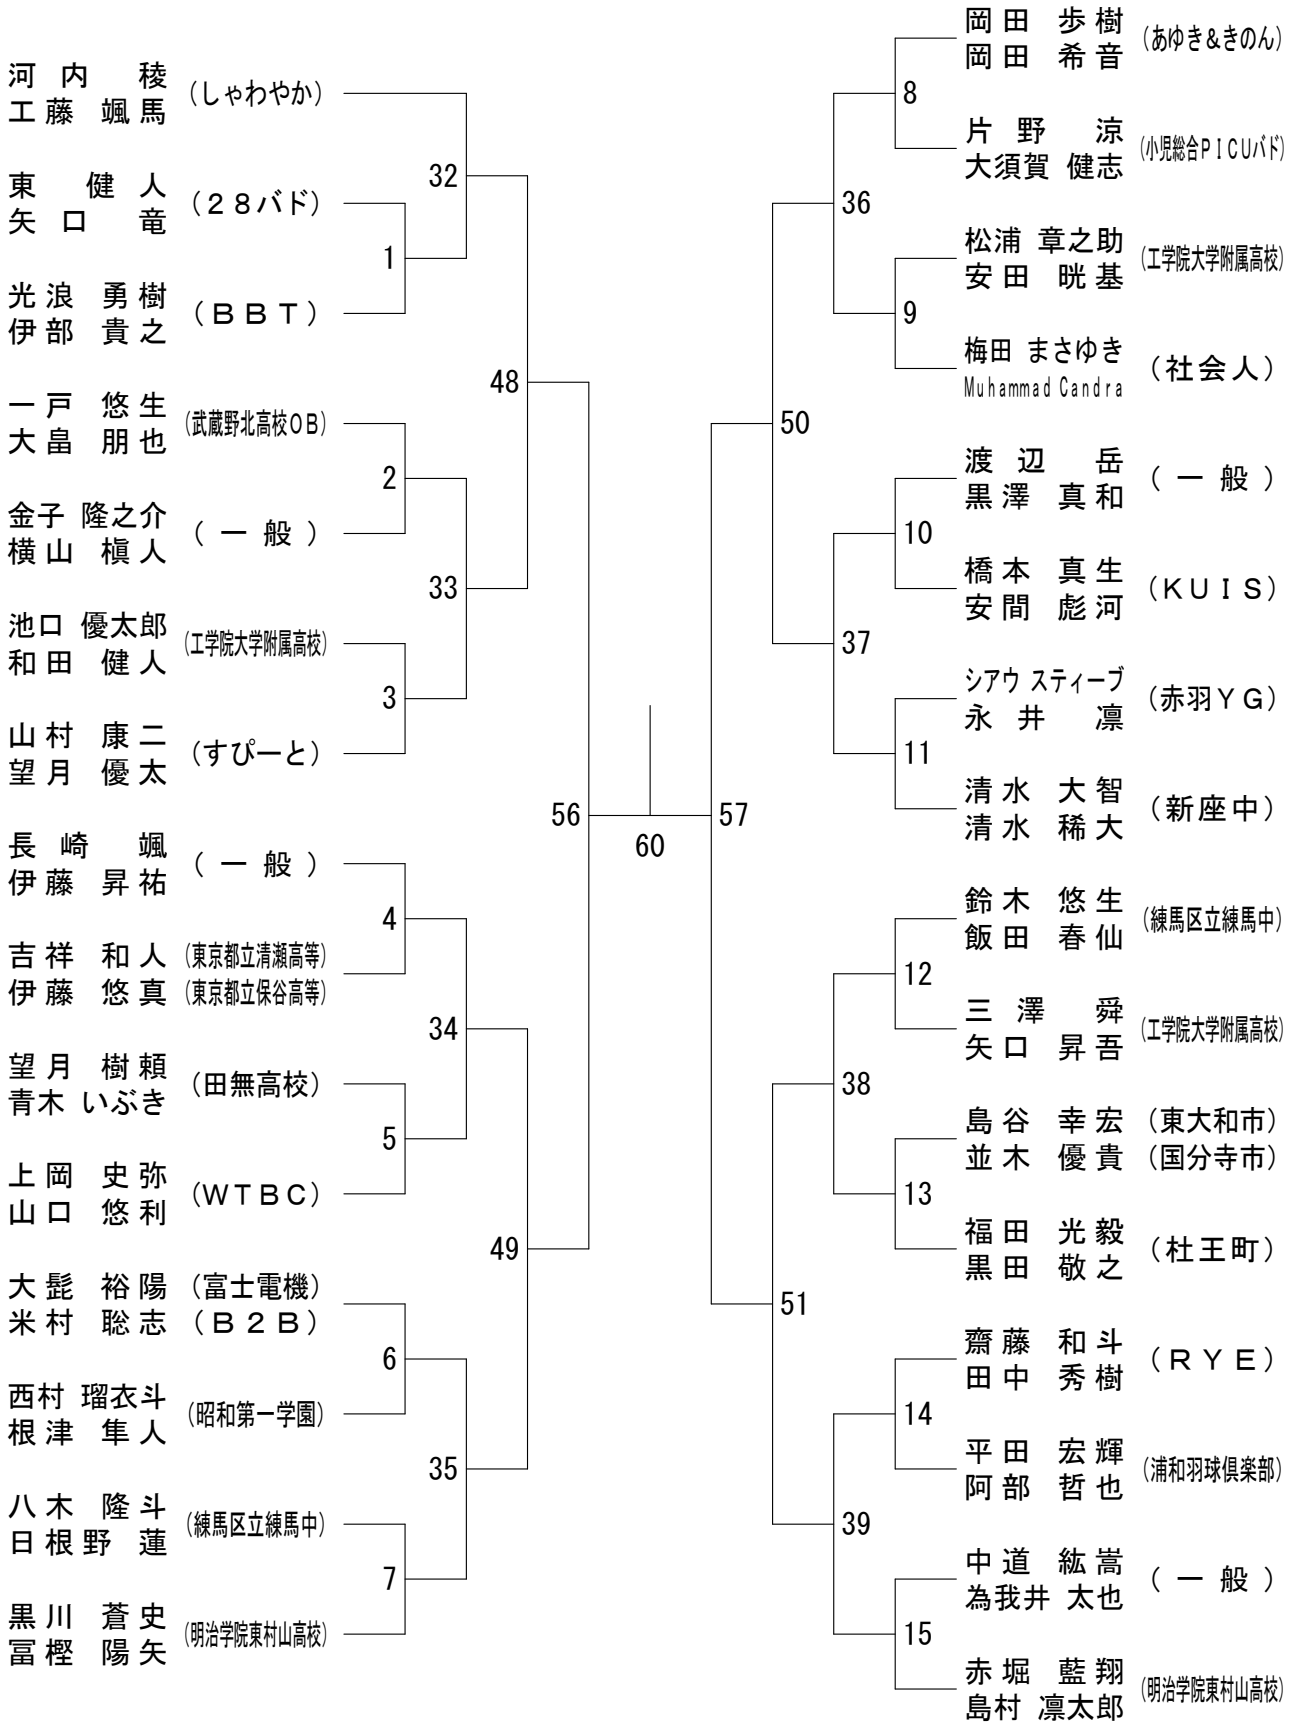 河内 稜
工藤 颯馬
(しゃわやか)
東 健人
矢口 竜
(28バド)
光浪 勇樹
伊部 貴之
(BBT)
一戸 悠生
大畠 朋也
(武蔵野北高校OB)
金子 隆之介
横山 槇人
(一般)
池口 優太郎
和田 健人
(工学院大学附属高校)
山村 康二
望月 優太
(すぴーと)
長崎 颯
伊藤 昇祐
(一般)
吉祥 和人 (東京都立清瀬高等)
伊藤 悠真 (東京都立保谷高等)
望月 樹頼
青木 いぶき
(田無高校)
上岡 史弥
山口 悠利
(WTBC)
大髭 裕陽 (富士電機)
米村 聡志 (B2B)
西村 瑠衣斗
根津 隼人
(昭和第一学園)
八木 隆斗
日根野 蓮
(練馬区立練馬中)
黒川 蒼史
冨樫 陽矢
(明治学院東村山高校)
32
1
48
2
33
3
56
4
34
5
49
6
35
7
60
57
8
36
9
50
10
37
11
12
38
13
51
14
39
15
岡田 歩樹
岡田 希音
(あゆき&きのん)
片野 涼
大須賀 健志
(小児総合PICUバド)
松浦 章之助
安田 晄基
(工学院大学附属高校)
梅田 まさゆき
Muhammad Candra
(社会人)
渡辺 岳
黒澤 真和
(一般)
橋本 真生
安間 彪河
(KUIS)
シアウ スティーブ
永井 凛
(赤羽YG)
清水 大智
清水 稀大
(新座中)
鈴木 悠生
飯田 春仙
(練馬区立練馬中)
三澤 舜
矢口 昇吾
(工学院大学附属高校)
島谷 幸宏 (東大和市)
並木 優貴 (国分寺市)
福田 光毅
黒田 敬之
(杜王町)
齋藤 和斗
田中 秀樹
(RYE)
平田 宏輝
阿部 哲也
(浦和羽球倶楽部)
中道 紘嵩
為我井 太也
(一般)
赤堀 藍翔
島村 凛太郎
(明治学院東村山高校)